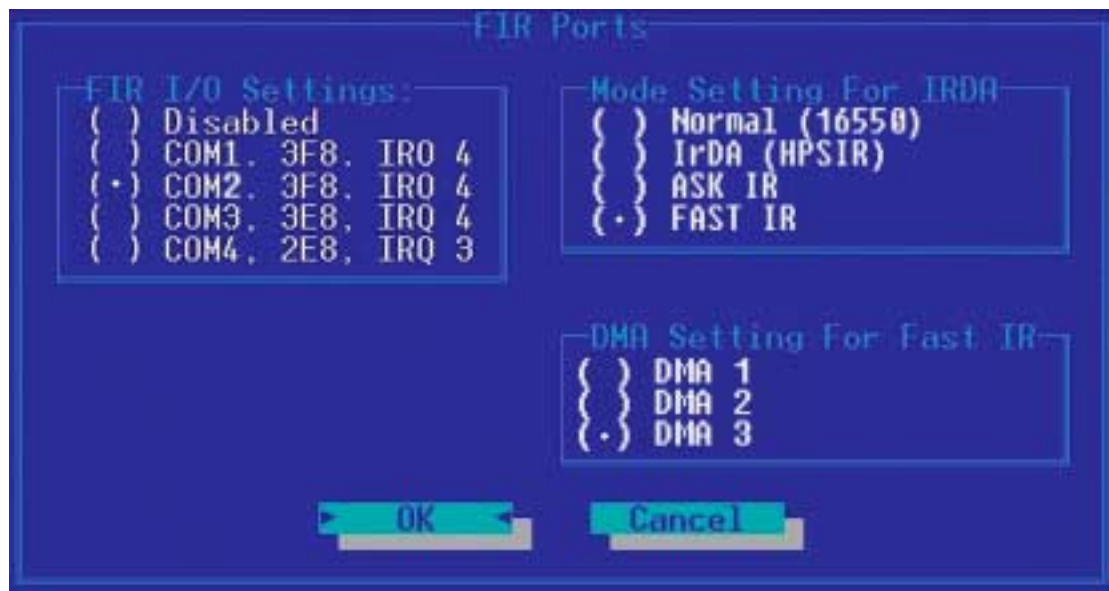 FIR Ports
FIR I/O Settings:
( ) Disabled
( ) COM1. 3F8. IRO 4
(·) COM2. 3F8. IRO 4
( ) COM3. 3E8. IRQ 4
( ) COM4, 2E8, IRQ 3
Mode Setting For IRDA
( ) Normal (16550)
( ) IrDA (HPSIR)
( ) ASK IR
(·) FAST IR
DMA Setting For Fast IR
( ) DMA 1
( ) DMA 2
(·) DMA 3
OK
Cancel